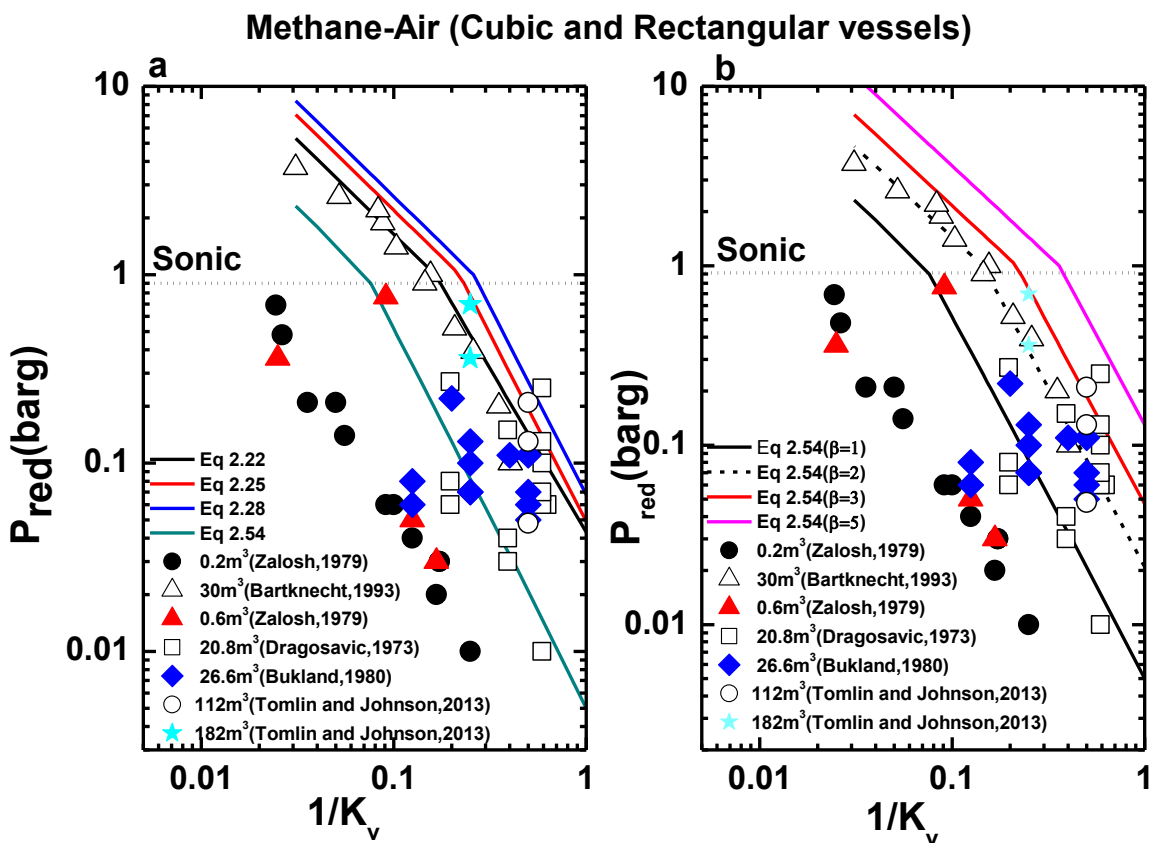 Methane-Air (Cubic and Rectangular vessels)
a
10
1
0.1
0.01
Sonic
Eq 2.22
Eq 2.25
Eq 2.28
Eq 2.54
0.2m³(Zalosh,1979)
30m³(Bartknecht,1993)
0.6m³(Zalosh,1979)
20.8m³(Dragosavic,1973)
26.6m³(Bukland,1980)
112m³(Tomlin and Johnson,2013)
182m³(Tomlin and Johnson,2013)
0.01 0.1 1
1/Kᵥ
Pred(barg)
b
10
1
0.1
0.01
Sonic
Eq 2.54(β=1)
Eq 2.54(β=2)
Eq 2.54(β=3)
Eq 2.54(β=5)
0.2m³(Zalosh,1979)
30m³(Bartknecht,1993)
0.6m³(Zalosh,1979)
20.8m³(Dragosavic,1973)
26.6m³(Bukland,1980)
112m³(Tomlin and Johnson,2013)
182m³(Tomlin and Johnson,2013)
0.01 0.1 1
1/Kᵥ
Pred(barg)